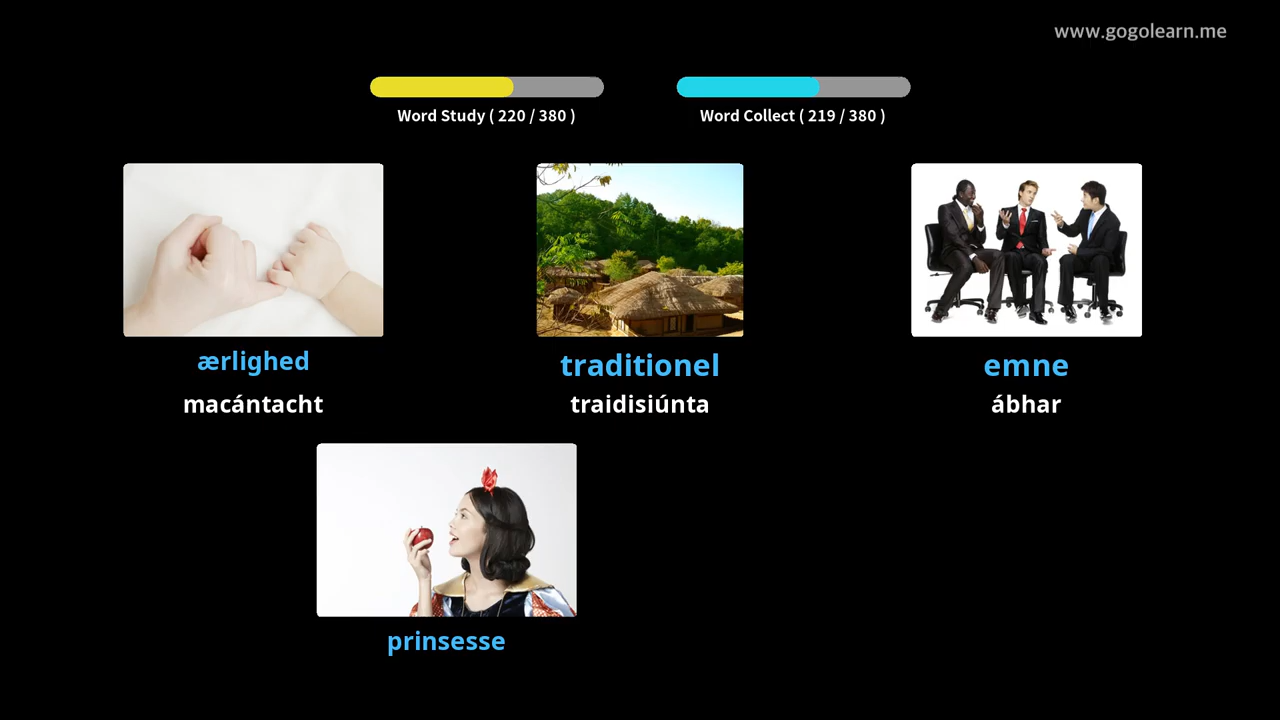 www.gogolearn.me
Word Study ( 220 / 380 )
Word Collect ( 219 / 380 )
ærlighed
macántacht
traditionel
traidisiúnta
emne
ábhar
prinsesse